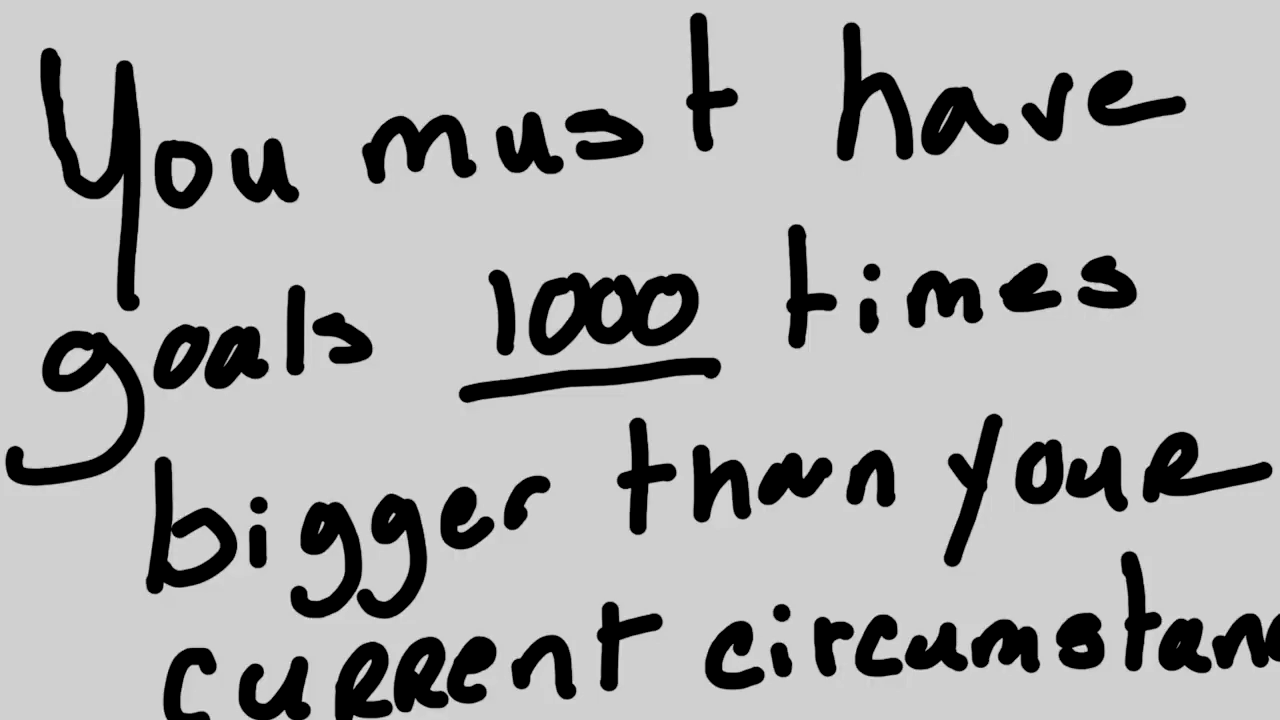 You must have
goals 1000 times
bigger than your
current circumstan